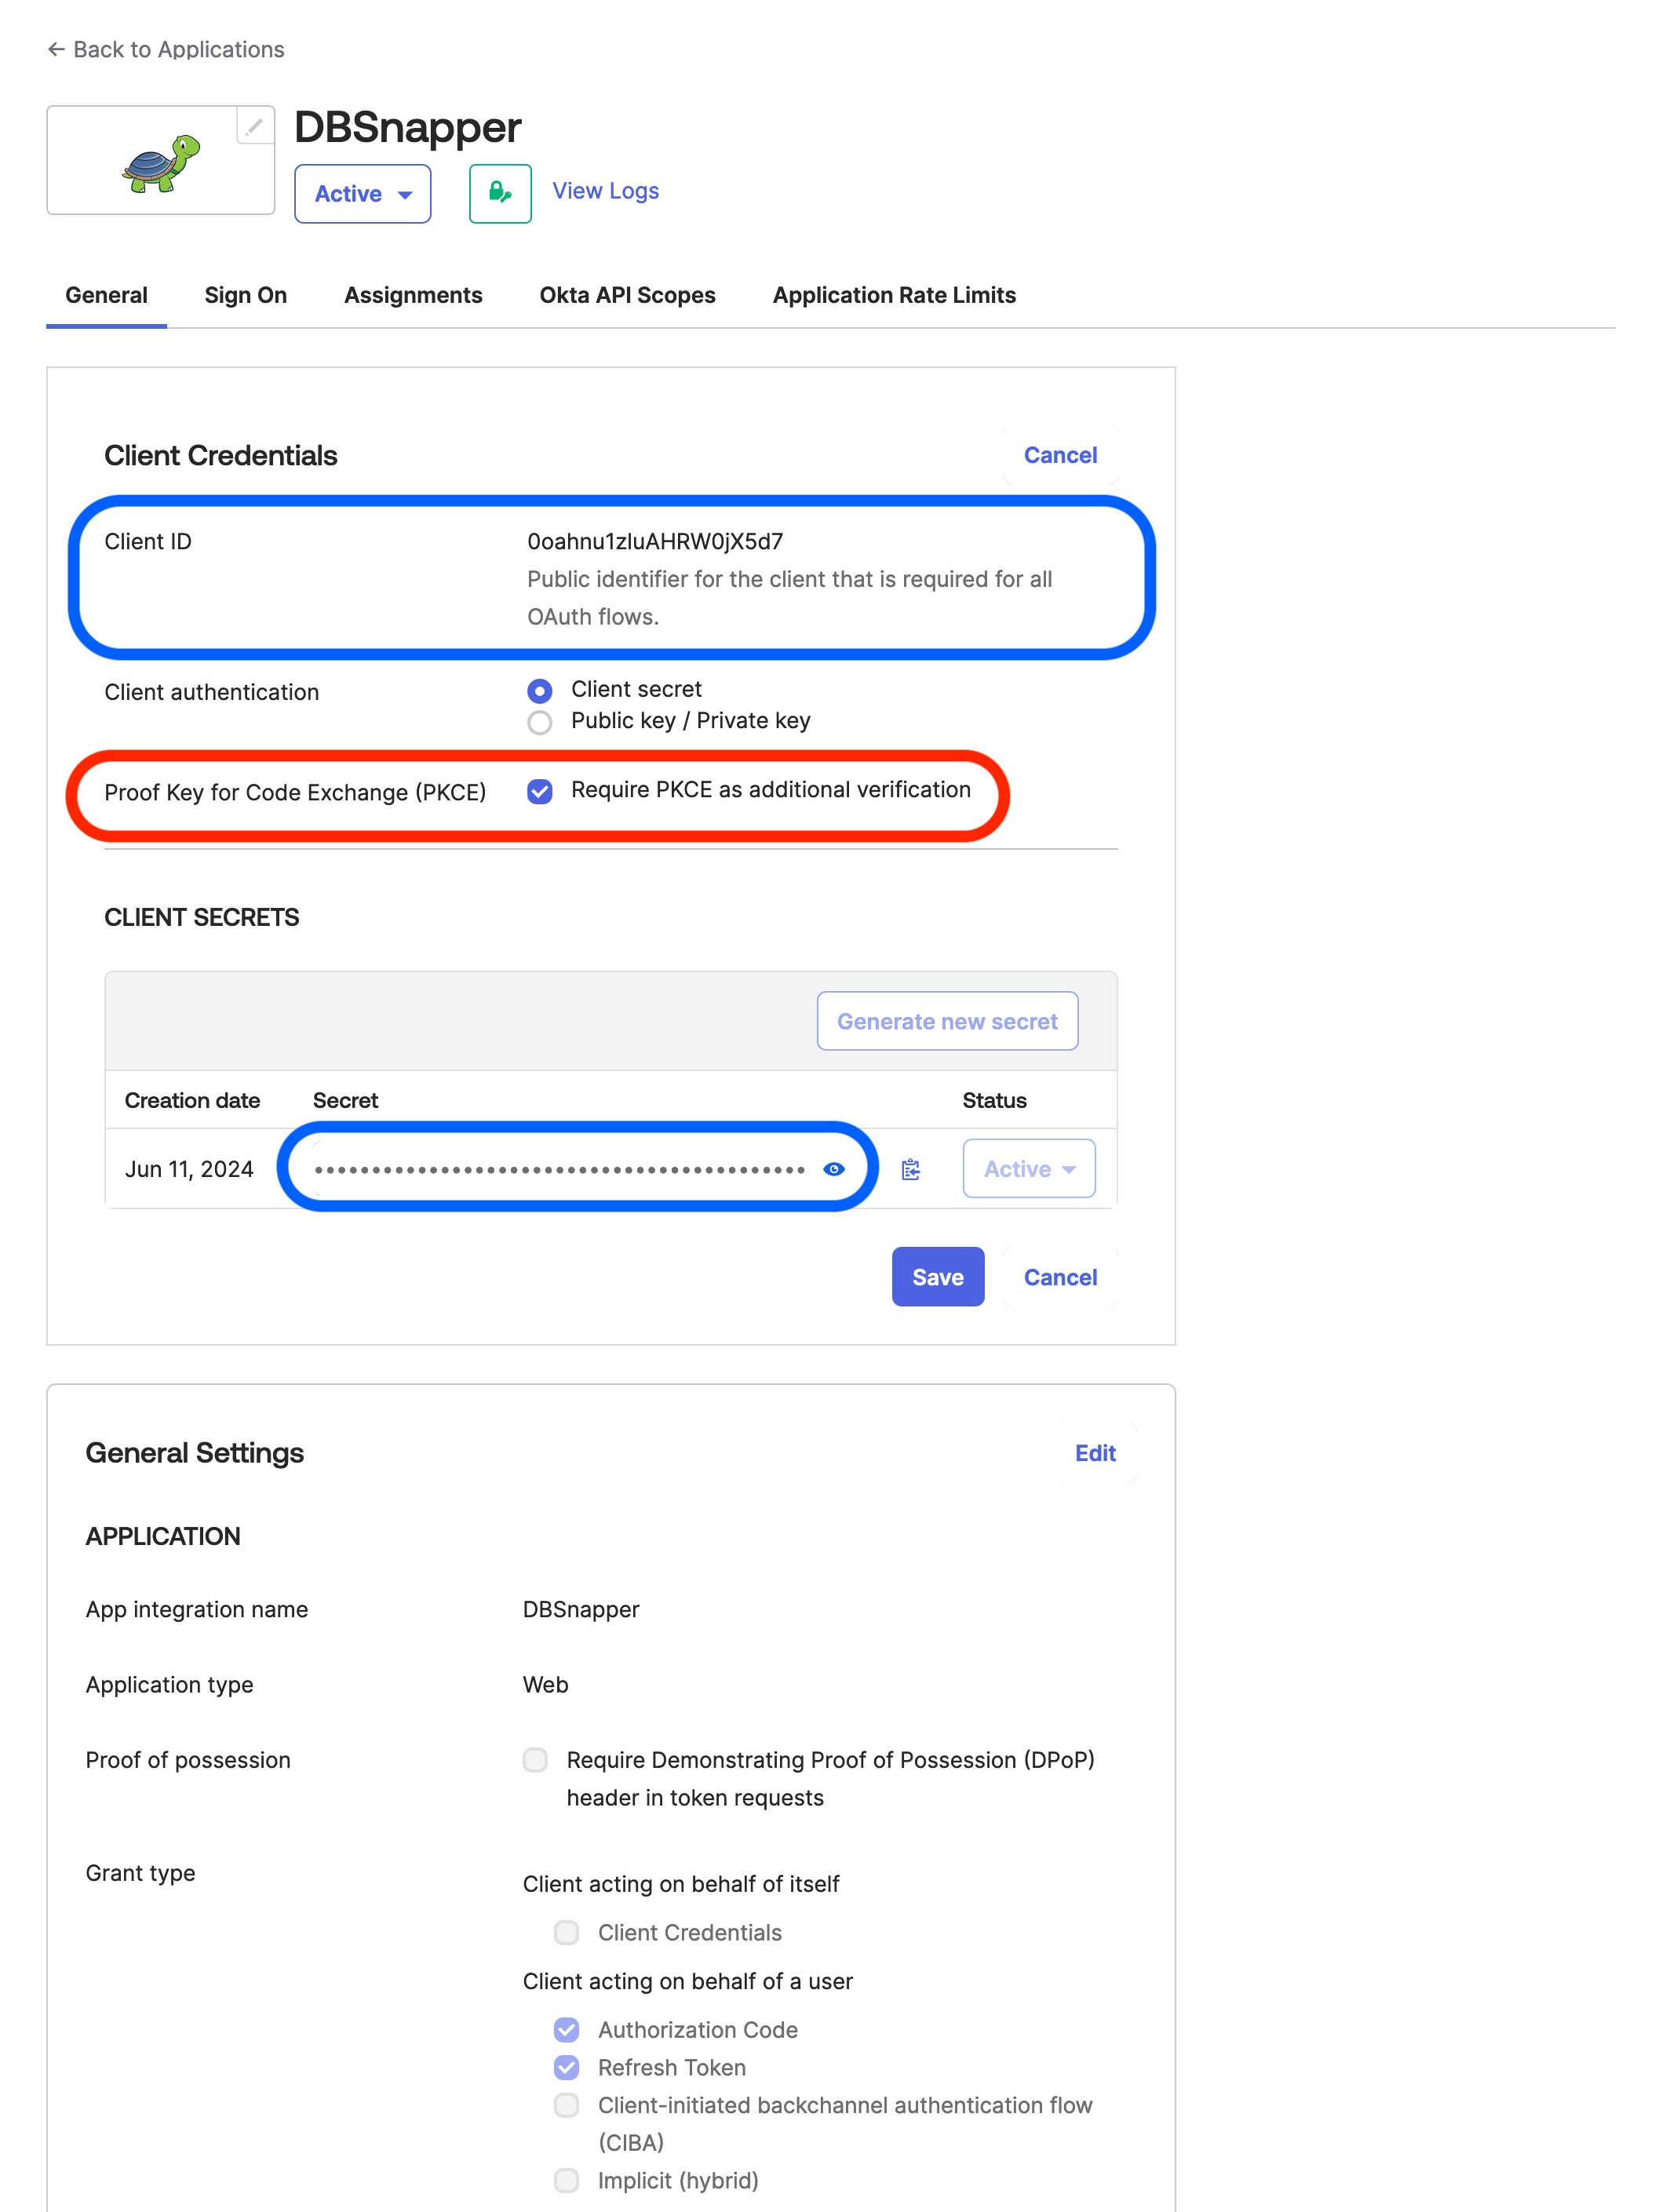 ← Back to Applications
DBSnapper
Active
View Logs
General
Sign On
Assignments
Okta API Scopes
Application Rate Limits
Client Credentials
Cancel
Client ID
0oahnu1zluAHRW0jX5d7
Public identifier for the client that is required for all
OAuth flows.
Client authentication
Client secret
Public key / Private key
Proof Key for Code Exchange (PKCE)
Require PKCE as additional verification
CLIENT SECRETS
Generate new secret
Creation date
Secret
Status
Jun 11, 2024
•••••••••••••••••••••••••••••••••••••••••••
Active
Save
Cancel
General Settings
Edit
APPLICATION
App integration name
DBSnapper
Application type
Web
Proof of possession
Require Demonstrating Proof of Possession (DPoP)
header in token requests
Grant type
Client acting on behalf of itself
Client Credentials
Client acting on behalf of a user
Authorization Code
Refresh Token
Client-initiated backchannel authentication flow
(CIBA)
Implicit (hybrid)